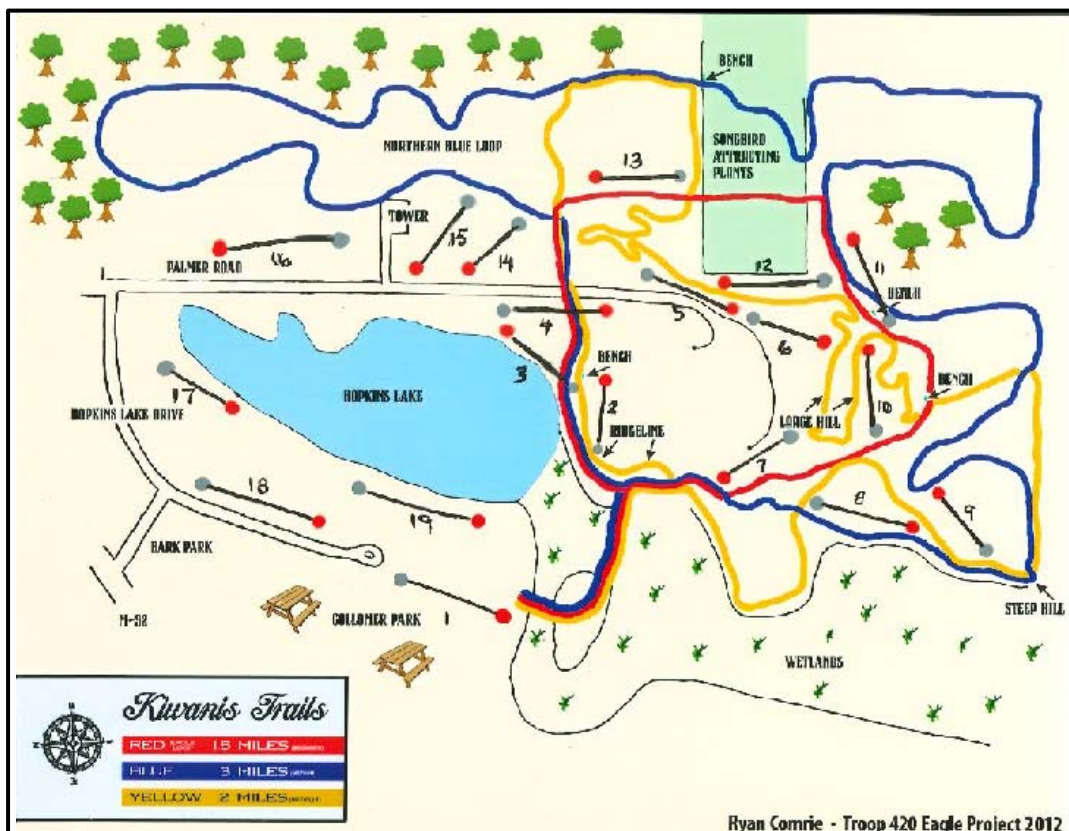 BENCH
NORTHERN BLUE LOOP
SONGBIRD
ATTRACTING
PLANTS
13
TOWER
15
14
16
PALMER ROAD
12
11
BENCH
4
5
6
3
BENCH
BENCH
17
HOPKINS LAKE
2
LARGE HILL
10
HOPKINS LAKE DRIVE
RIDGELINE
7
18
19
8
9
BARK PARK
STEEP HILL
M-52
COLLOMER PARK 1
WETLANDS
Kiwanis Trails
RED 1.5 MILES
BLUE 3 MILES
YELLOW 2 MILES
Ryan Comrie - Troop 420 Eagle Project 2012